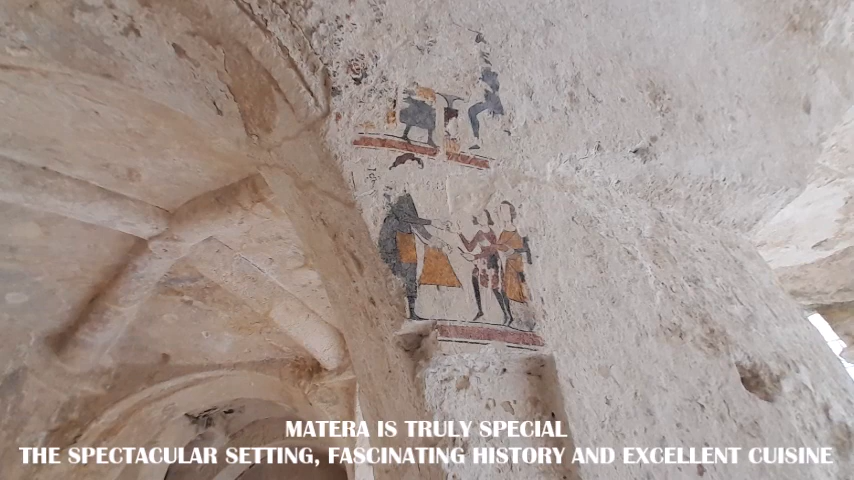 MATERA IS TRULY SPECIAL
THE SPECTACULAR SETTING, FASCINATING HISTORY AND EXCELLENT CUISINE